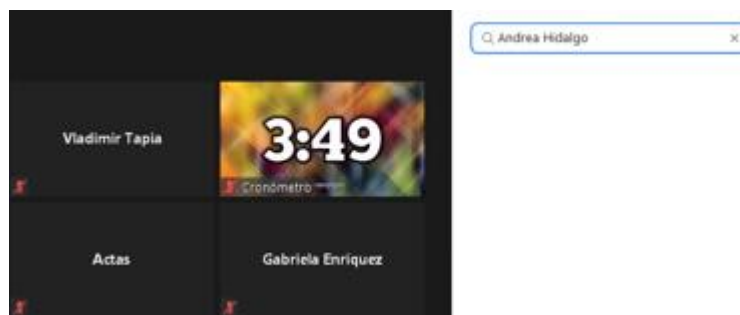 Andrea Hidalgo
Vladimir Tapia
3:49
Cronómetro
Actas
Gabriela Enriquez